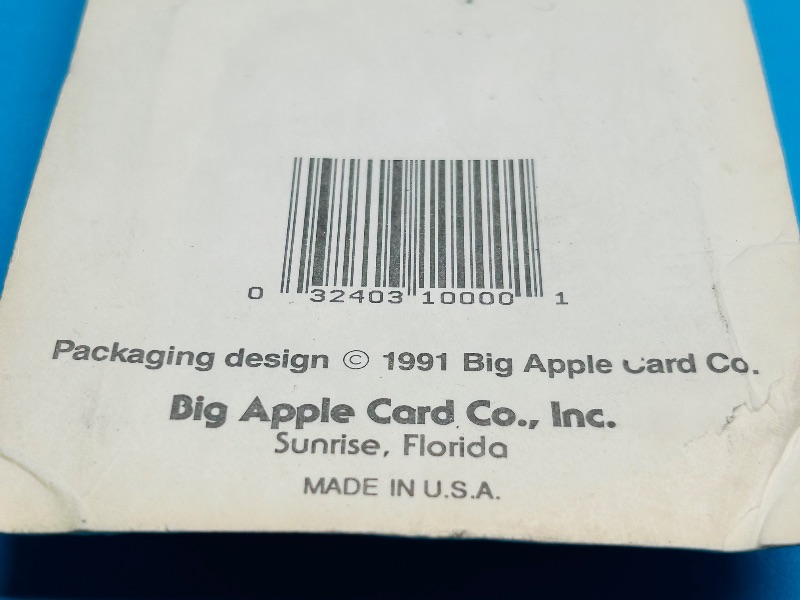 0 32403 10000 1
Packaging design © 1991 Big Apple Card Co.
Big Apple Card Co., Inc.
Sunrise, Florida
MADE IN U.S.A.